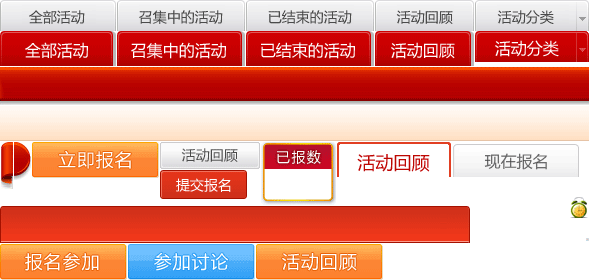 全部活动 召集中的活动 已结束的活动 活动回顾 活动分类
全部活动 召集中的活动 已结束的活动 活动回顾 活动分类
立即报名 活动回顾 已报数 活动回顾 现在报名
提交报名
报名参加 参加讨论 活动回顾